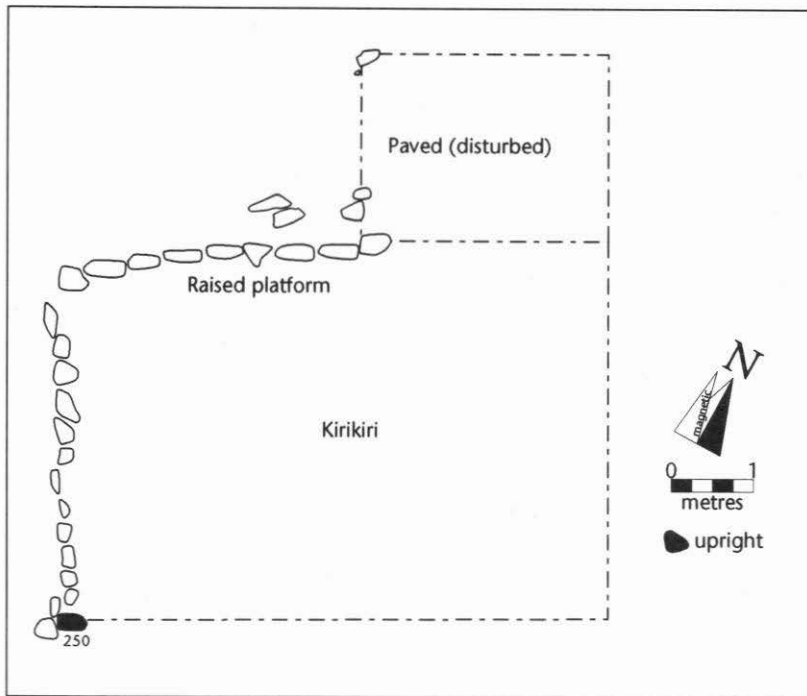 Paved (disturbed)
Raised platform
Kirikiri
N
magnetic
0 1
metres
upright
250